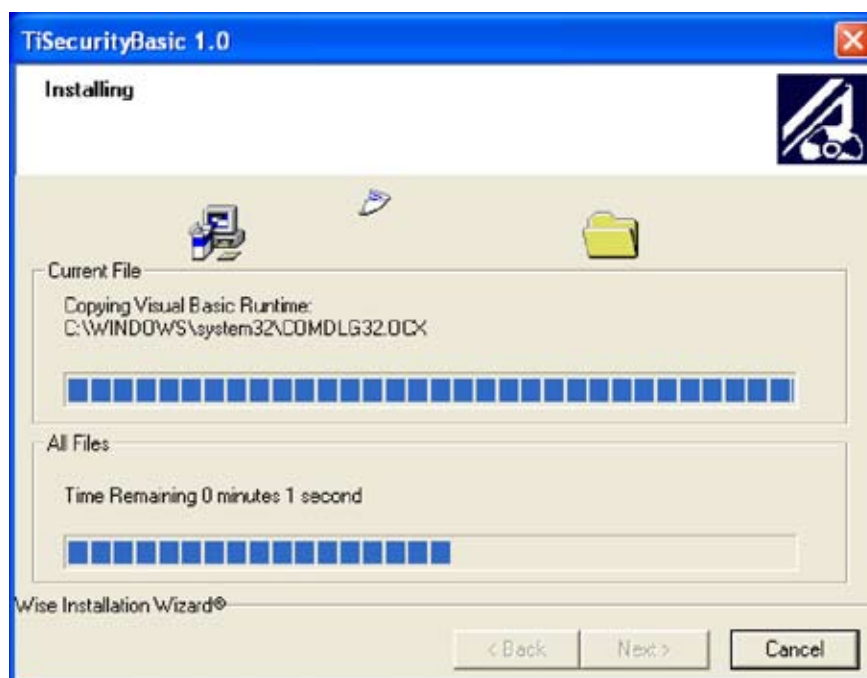 TiSecurityBasic 1.0
Installing
Current File
Copying Visual Basic Runtime:
C:\WINDOWS\system32\COMDLG32.OCX
All Files
Time Remaining 0 minutes 1 second
Wise Installation Wizard®
< Back
Next >
Cancel